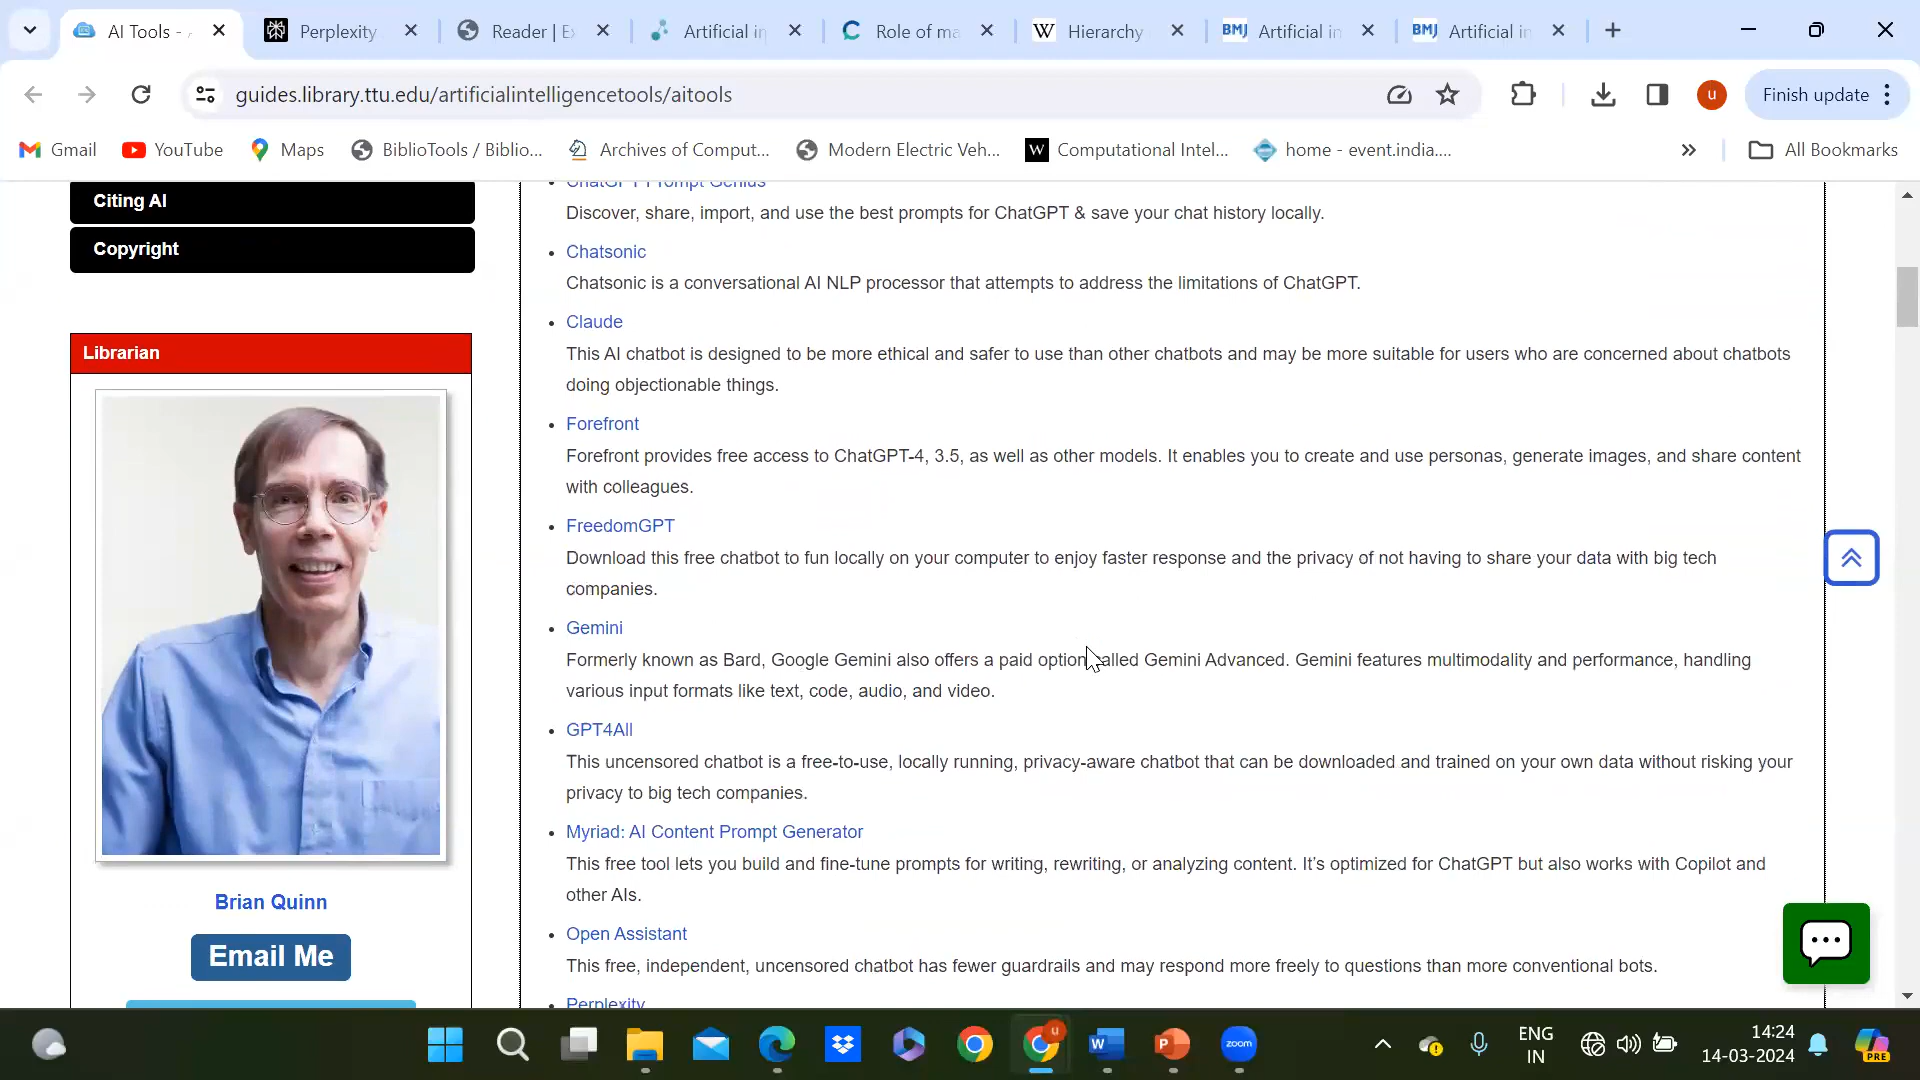 AI Tools -
Perplexity
Reader | E
Artificial i
Role of ma
Hierarchy
BMJ
Artificial in
BMJ
Artificial in
guides.library.ttu.edu/artificialintelligencetools/aitools
u
Finish update
Gmail
YouTube
Maps
BiblioTools / Biblio...
Archives of Comput...
Modern Electric Veh...
W
Computational Intel...
home - event.india....
All Bookmarks
Citing AI
Copyright
Librarian
Brian Quinn
Email Me
ChatGPT Prompt Genius
Discover, share, import, and use the best prompts for ChatGPT & save your chat history locally.
Chatsonic
Chatsonic is a conversational AI NLP processor that attempts to address the limitations of ChatGPT.
Claude
This AI chatbot is designed to be more ethical and safer to use than other chatbots and may be more suitable for users who are concerned about chatbots
doing objectionable things.
Forefront
Forefront provides free access to ChatGPT-4, 3.5, as well as other models. It enables you to create and use personas, generate images, and share content
with colleagues.
FreedomGPT
Download this free chatbot to fun locally on your computer to enjoy faster response and the privacy of not having to share your data with big tech
companies.
Gemini
Formerly known as Bard, Google Gemini also offers a paid option called Gemini Advanced. Gemini features multimodality and performance, handling
various input formats like text, code, audio, and video.
GPT4All
This uncensored chatbot is a free-to-use, locally running, privacy-aware chatbot that can be downloaded and trained on your own data without risking your
privacy to big tech companies.
Myriad: AI Content Prompt Generator
This free tool lets you build and fine-tune prompts for writing, rewriting, or analyzing content. It's optimized for ChatGPT but also works with Copilot and
other AIs.
Open Assistant
This free, independent, uncensored chatbot has fewer guardrails and may respond more freely to questions than more conventional bots.
Perplexity
zoom
ENG
IN
14:24
14-03-2024
PRE